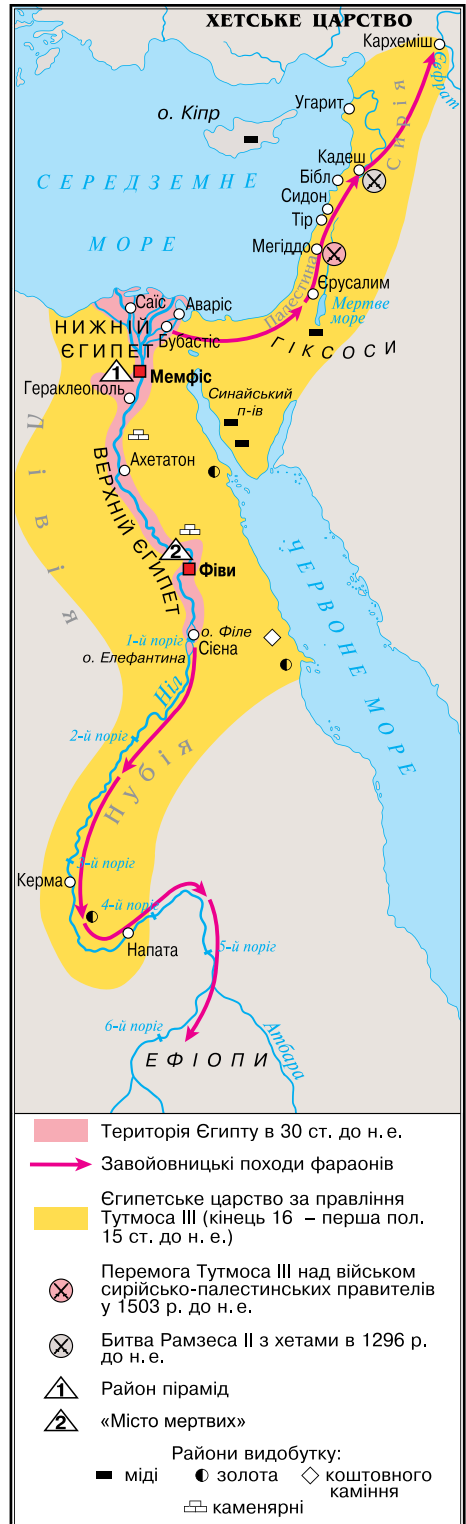 ХЕТСЬКЕ ЦАРСТВО
Кархеміш
Євфрат
Сирія
Угарит
о. Кіпр
Кадеш
Бібл
СЕРЕДЗЕМНЕ
МОРЕ
Сидон
Тір
Мегіддо
Палестина
Єрусалим
Мертве
море
ГІКСОСИ
Саїс
Аваріс
НИЖНІЙ
ЄГИПЕТ
Бубастіс
1
Мемфіс
Гераклеополь
Синайський
п-ів
Лівія
Ахетатон
ВЕРХНІЙ ЄГИПЕТ
2
Фіви
ЧЕРВОНЕ МОРЕ
1-й поріг
о. Філе
Сієна
о. Елефантина
Ніл
2-й поріг
Нубія
3-й поріг
Керма
4-й поріг
Напата
5-й поріг
6-й поріг
Атбара
ЕФІОПИ
Територія Єгипту в 30 ст. до н. е.
Завойовницькі походи фараонів
Єгипетське царство за правління
Тутмоса III (кінець 16 – перша пол.
15 ст. до н. е.)
Перемога Тутмоса III над військом
сирійсько-палестинських правителів
у 1503 р. до н.е.
Битва Рамзеса II з хетами в 1296 р.
до н.е.
1 Район пірамід
2 «Місто мертвих»
Райони видобутку:
міді золота коштовного
каміння
каменярні